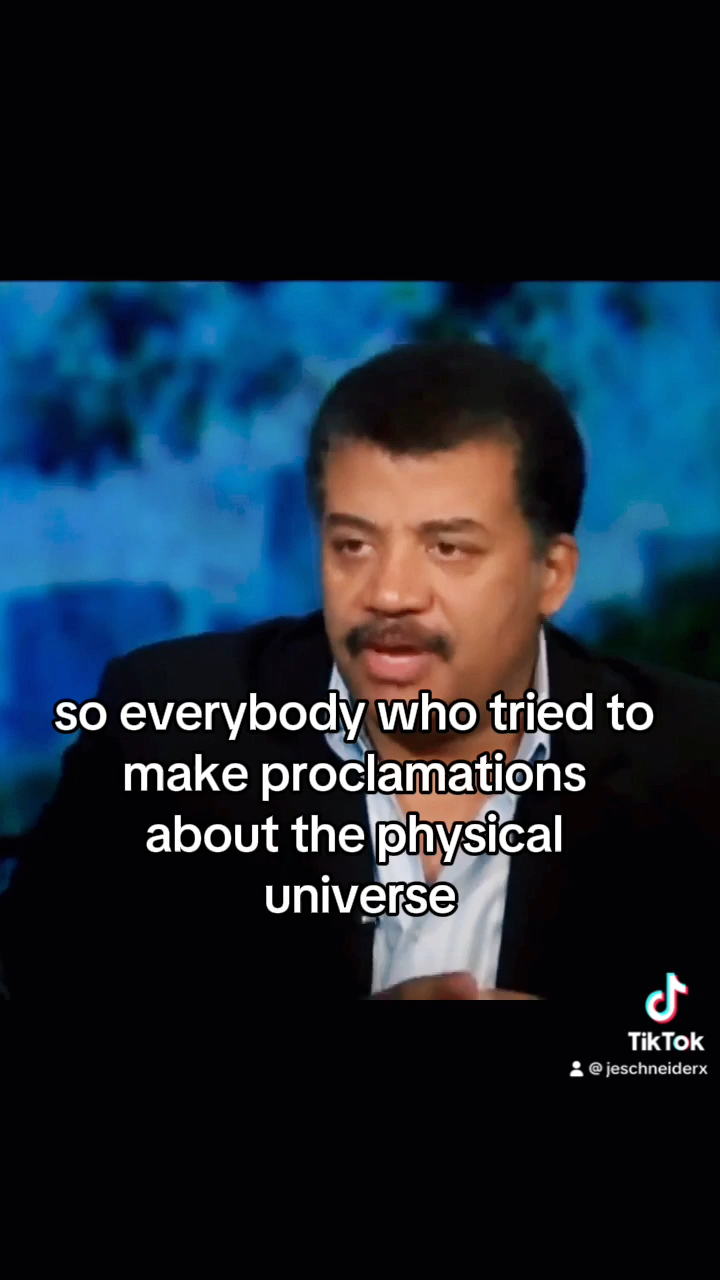 so everybody who tried to
make proclamations
about the physical
universe
TikTok
@jeschneiderx